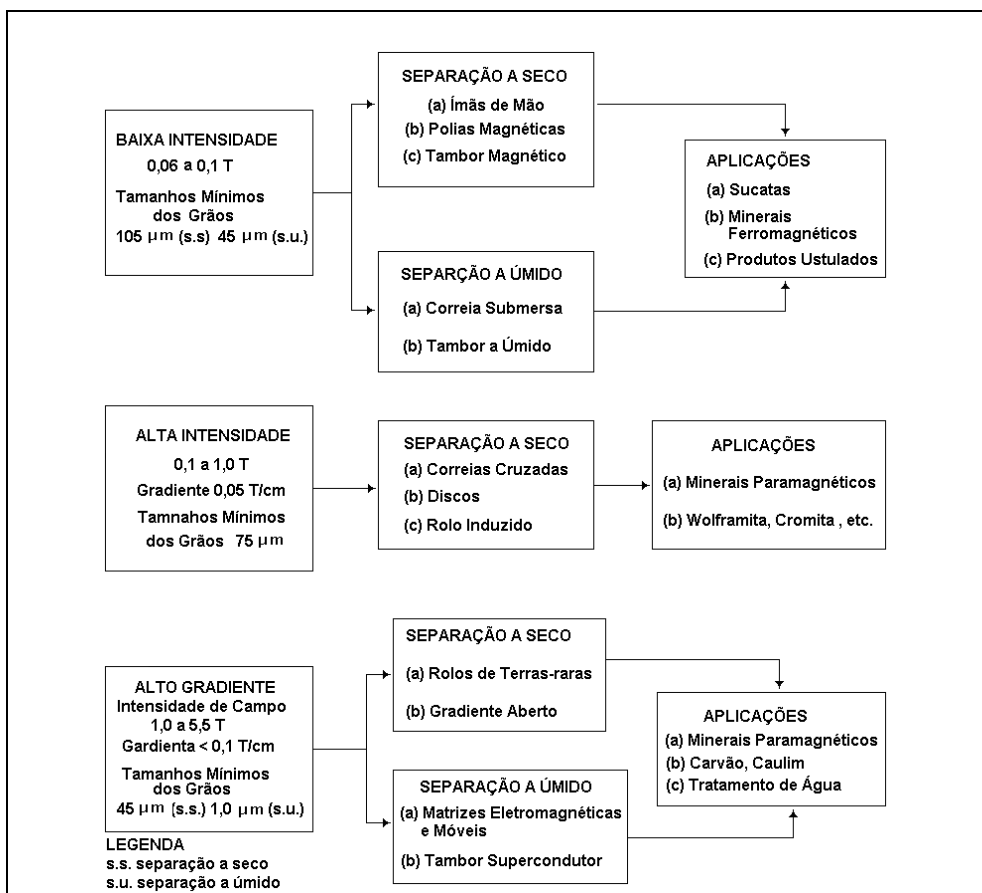 BAIXA INTENSIDADE
0,06 a 0,1 T
Tamanhos Mínimos
dos Grãos
105 µm (s.s) 45 µm (s.u.)
SEPARAÇÃO A SECO
(a) Ímãs de Mão
(b) Polias Magnéticas
(c) Tambor Magnético
SEPARÇÃO A ÚMIDO
(a) Correia Submersa
(b) Tambor a Úmido
APLICAÇÕES
(a) Sucatas
(b) Minerais
Ferromagnéticos
(c) Produtos Ustulados
ALTA INTENSIDADE
0,1 a 1,0 T
Gradiente 0,05 T/cm
Tamnahos Mínimos
dos Grãos 75 µm
SEPARAÇÃO A SECO
(a) Correias Cruzadas
(b) Discos
(c) Rolo Induzido
APLICAÇÕES
(a) Minerais Paramagnéticos
(b) Wolframita, Cromita , etc.
ALTO GRADIENTE
Intensidade de Campo
1,0 a 5,5 T
Gardienta < 0,1 T/cm
Tamanhos Mínimos
dos Grãos
45 µm (s.s.) 1,0 µm (s.u.)
SEPARAÇÃO A SECO
(a) Rolos de Terras-raras
(b) Gradiente Aberto
SEPARAÇÃO A ÚMIDO
(a) Matrizes Eletromagnéticas
e Móveis
(b) Tambor Supercondutor
APLICAÇÕES
(a) Minerais Paramagnéticos
(b) Carvão, Caulim
(c) Tratamento de Água
LEGENDA
s.s. separação a seco
s.u. separação a úmido